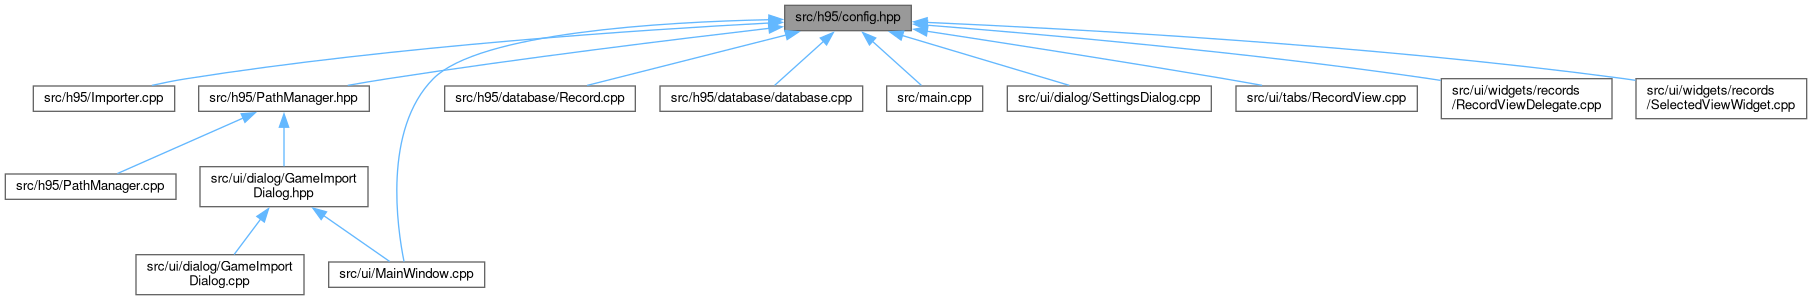 src/h95/config.hpp
src/h95/Importer.cpp
src/h95/PathManager.hpp
src/h95/database/Record.cpp
src/h95/database/database.cpp
src/main.cpp
src/ui/dialog/SettingsDialog.cpp
src/ui/tabs/RecordView.cpp
src/ui/widgets/records
/RecordViewDelegate.cpp
src/ui/widgets/records
/SelectedViewWidget.cpp
src/h95/PathManager.cpp
src/ui/dialog/GameImport
Dialog.hpp
src/ui/dialog/GameImport
Dialog.cpp
src/ui/MainWindow.cpp